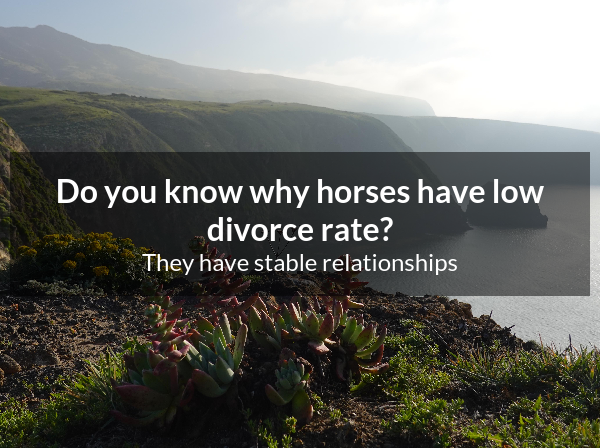 Do you know why horses have low
divorce rate?
They have stable relationships